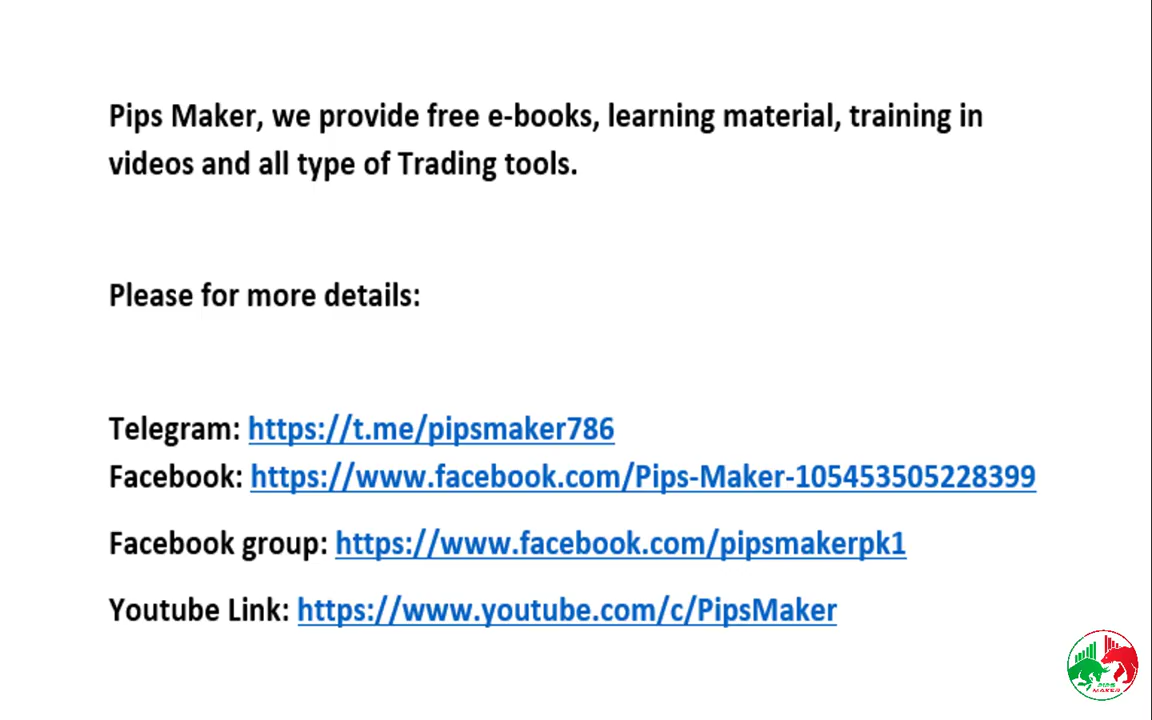 Pips Maker, we provide free e-books, learning material, training in
videos and all type of Trading tools.
Please for more details:
Telegram: https://t.me/pipsmaker786
Facebook: https://www.facebook.com/Pips-Maker-105453505228399
Facebook group: https://www.facebook.com/pipsmakerpk1
Youtube Link: https://www.youtube.com/c/PipsMaker
PIPS
MAKER